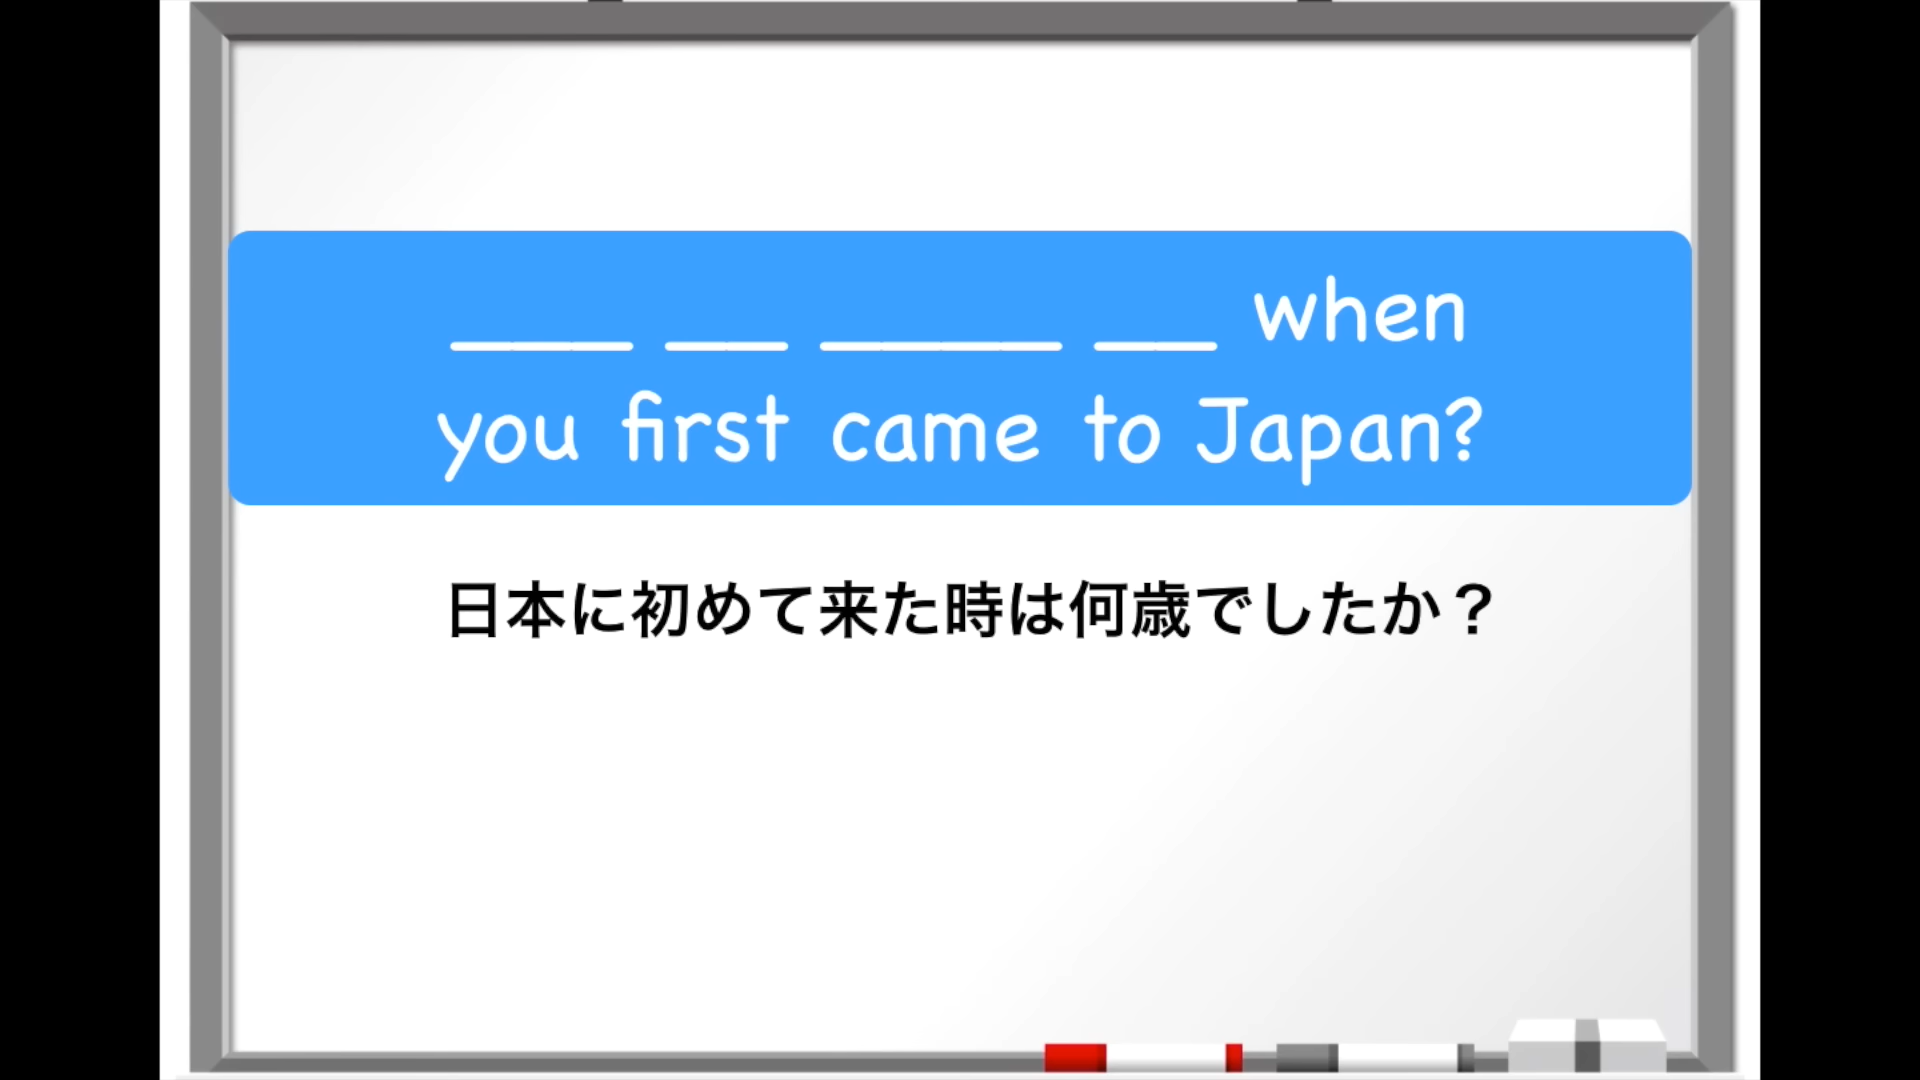 ___ __ ____ __ when
you first came to Japan?
日本に初めて来た時は何歳でしたか？